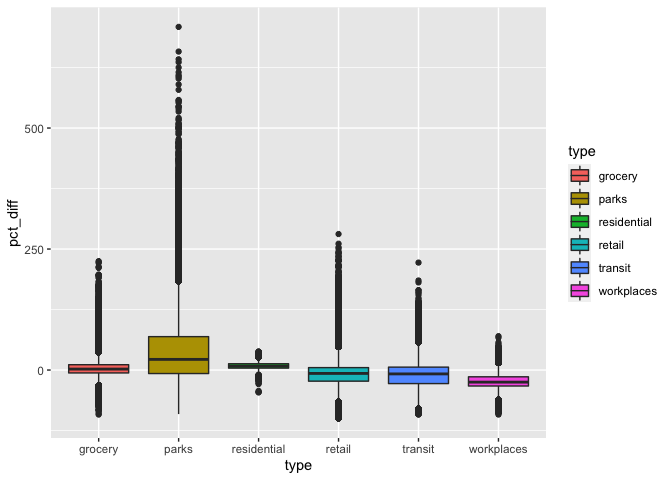 pct_diff
500
250
0
grocery
parks
residential
retail
transit
workplaces
type
type
grocery
parks
residential
retail
transit
workplaces